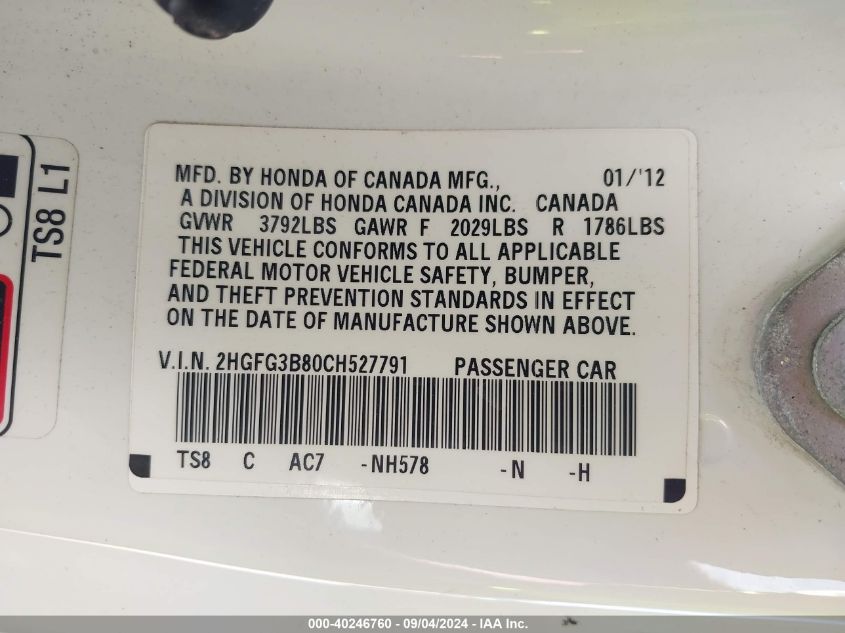 MFD. BY HONDA OF CANADA MFG., 01/'12
A DIVISION OF HONDA CANADA INC. CANADA
GVWR 3792LBS GAWR F 2029LBS R 1786LBS
THIS VEHICLE CONFORMS TO ALL APPLICABLE
FEDERAL MOTOR VEHICLE SAFETY, BUMPER,
AND THEFT PREVENTION STANDARDS IN EFFECT
ON THE DATE OF MANUFACTURE SHOWN ABOVE.
V.I.N. 2HGFG3B80CH527791 PASSENGER CAR
TS8 C AC7 -NH578 -N -H
TS8 L1
000-40246760 - 09/04/2024 - IAA Inc.